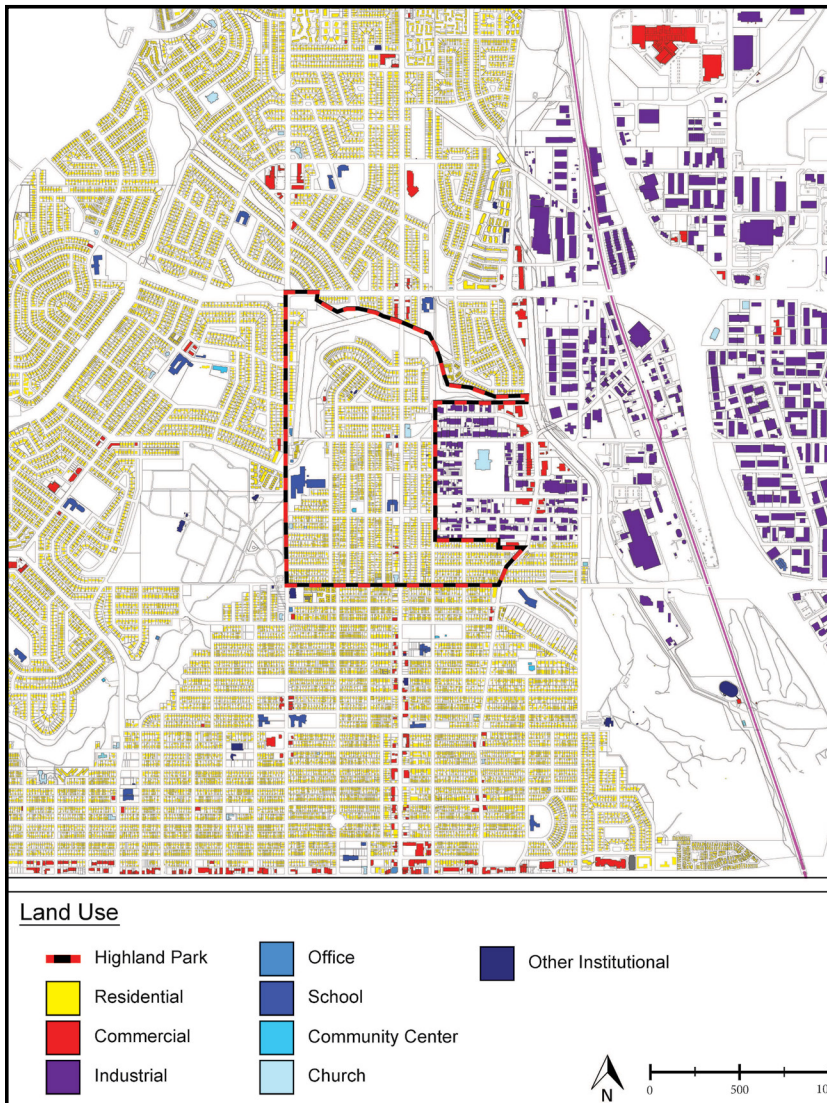 Land Use
Highland Park
Residential
Commercial
Industrial
Office
School
Community Center
Church
Other Institutional
N
0
500